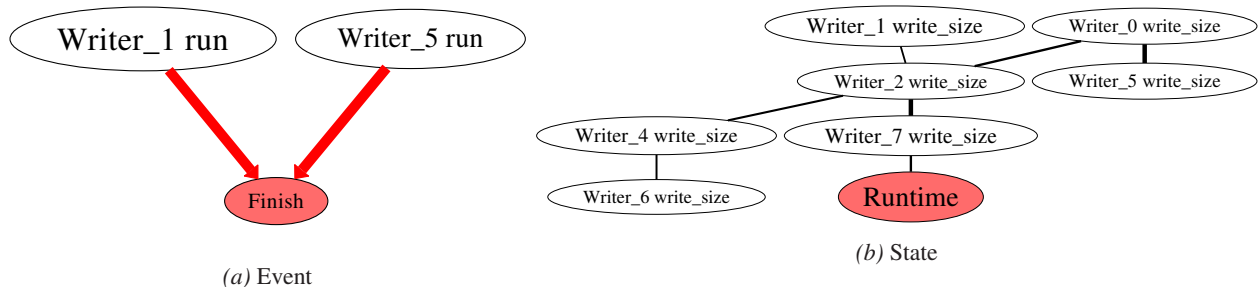 Writer_1 run
Writer_5 run
Finish
(a) Event
Writer_1 write_size
Writer_0 write_size
Writer_2 write_size
Writer_5 write_size
Writer_4 write_size
Writer_7 write_size
Writer_6 write_size
Runtime
(b) State